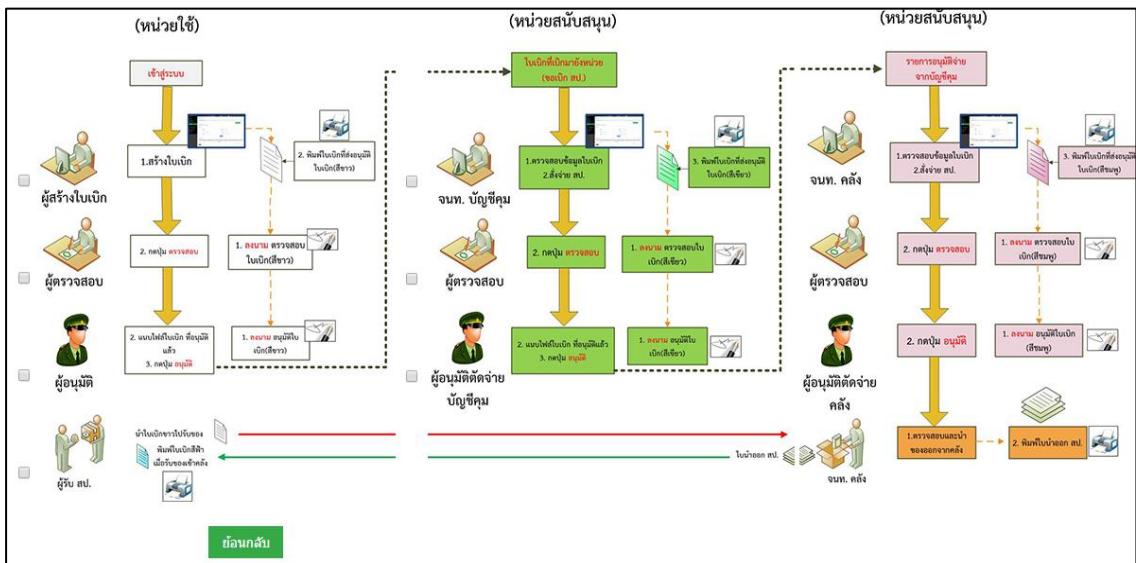 (หน่วยใช้)
เข้าสู่ระบบ
1.สร้างใบเบิก
2. พิมพ์ใบเบิกที่ส่งอนุมัติ
ใบเบิก(สีขาว)
ผู้สร้างใบเบิก
2. กดปุ่ม ตรวจสอบ
1. ลงนาม ตรวจสอบ
ใบเบิก(สีขาว)
ผู้ตรวจสอบ
2. แนบไฟล์ใบเบิก ที่อนุมัติ
แล้ว
3. กดปุ่ม อนุมัติ
1. ลงนาม อนุมัติใบ
เบิก(สีขาว)
ผู้อนุมัติ
นำใบเบิกขาวไปรับของ
พิมพ์ใบเบิกสีฟ้า
เมื่อรับของเข้าคลัง
ผู้รับ สป.
ย้อนกลับ
(หน่วยสนับสนุน)
ใบเบิกที่เบิกมายังหน่วย
(ขอเบิก สป.)
1.ตรวจสอบข้อมูลใบเบิก
2.สั่งจ่าย สป.
3. พิมพ์ใบเบิกที่ส่งอนุมัติ
ใบเบิก(สีเขียว)
จนท. บัญชีคุม
2. กดปุ่ม ตรวจสอบ
1. ลงนาม ตรวจสอบใบ
เบิก(สีเขียว)
ผู้ตรวจสอบ
2. แนบไฟล์ใบเบิก ที่อนุมัติแล้ว
3. กดปุ่ม อนุมัติ
1. ลงนาม อนุมัติใบ
เบิก(สีเขียว)
ผู้อนุมัติตัดจ่าย
บัญชีคุม
ใบนำออก สป.
(หน่วยสนับสนุน)
รายการอนุมัติจ่าย
จากบัญชีคุม
1.ตรวจสอบข้อมูลใบเบิก
2.สั่งจ่าย สป.
3. พิมพ์ใบเบิกที่ส่งอนุมัติ
ใบเบิก(สีชมพู)
จนท. คลัง
2. กดปุ่ม ตรวจสอบ
1. ลงนาม ตรวจสอบใบ
เบิก(สีชมพู)
ผู้ตรวจสอบ
2. กดปุ่ม อนุมัติ
1. ลงนาม อนุมัติใบเบิก
(สีชมพู)
ผู้อนุมัติตัดจ่าย
คลัง
1.ตรวจสอบและนำ
ของออกจากคลัง
2. พิมพ์ใบนำออก สป.
จนท. คลัง